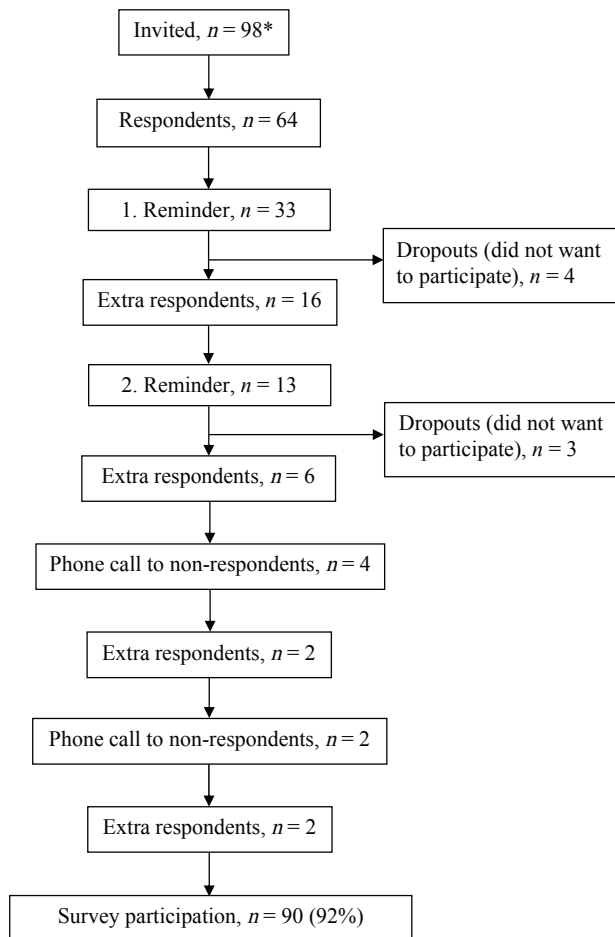 Invited, n = 98*
Respondents, n = 64
1. Reminder, n = 33
Dropouts (did not want
to participate), n = 4
Extra respondents, n = 16
2. Reminder, n = 13
Dropouts (did not want
to participate), n = 3
Extra respondents, n = 6
Phone call to non-respondents, n = 4
Extra respondents, n = 2
Phone call to non-respondents, n = 2
Extra respondents, n = 2
Survey participation, n = 90 (92%)